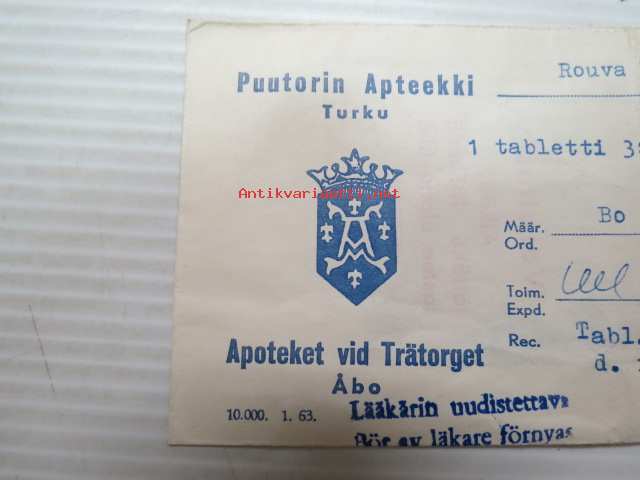 Puutorin Apteekki
Turku
Rouva
1 tabletti
Antikvariaatti.net
A
Määr. Bo
Ord.
Toim.
Expd.
Rec. Tabl.
d.
Apoteket vid Trätorget
Åbo
10.000. 1. 63.
Lääkärin uudistettava
Bör av läkare förnyas